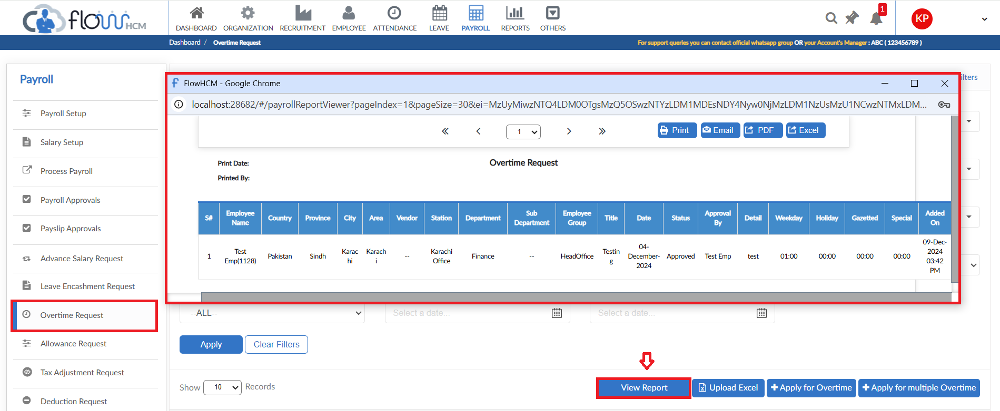 flowHCM
DASHBOARD ORGANIZATION RECRUITMENT EMPLOYEE ATTENDANCE LEAVE PAYROLL REPORTS OTHERS
1
KP
Dashboard / Overtime Request
For support queries you can contact official whatsapp group OR your Account's Manager : ABC ( 123456789 )
Payroll
Payroll Setup
Salary Setup
Process Payroll
Payroll Approvals
Payslip Approvals
Advance Salary Request
Leave Encashment Request
Overtime Request
Allowance Request
Tax Adjustment Request
Deduction Request
ilters
FlowHCM - Google Chrome
localhost:28682/#/payrollReportViewer?pageIndex=1&pageSize=30&ei=MzUyMiwzNTQ4LDM0OTgsMzQ5OSwzNTYzLDM1MDEsNDY4Nyw0NjMzLDM1NzUsMzU1NCwzNTMxLDM...
1
Print Email PDF Excel
Print Date:
Overtime Request
Printed By:
S# Employee Name Country Province City Area Vendor Station Department Sub Department Employee Group Title Date Status Approval By Detail Weekday Holiday Gazetted Special Added On
1 Test Emp(1128) Pakistan Sindh Karachi Karachi -- Karachi Office Finance -- HeadOffice Testing 04-December-2024 Approved Test Emp test 01:00 00:00 00:00 00:00 09-Dec-2024 03:42 PM
--ALL-- Select a date... Select a date...
Apply Clear Filters
Show 10 Records
View Report Upload Excel + Apply for Overtime + Apply for multiple Overtime